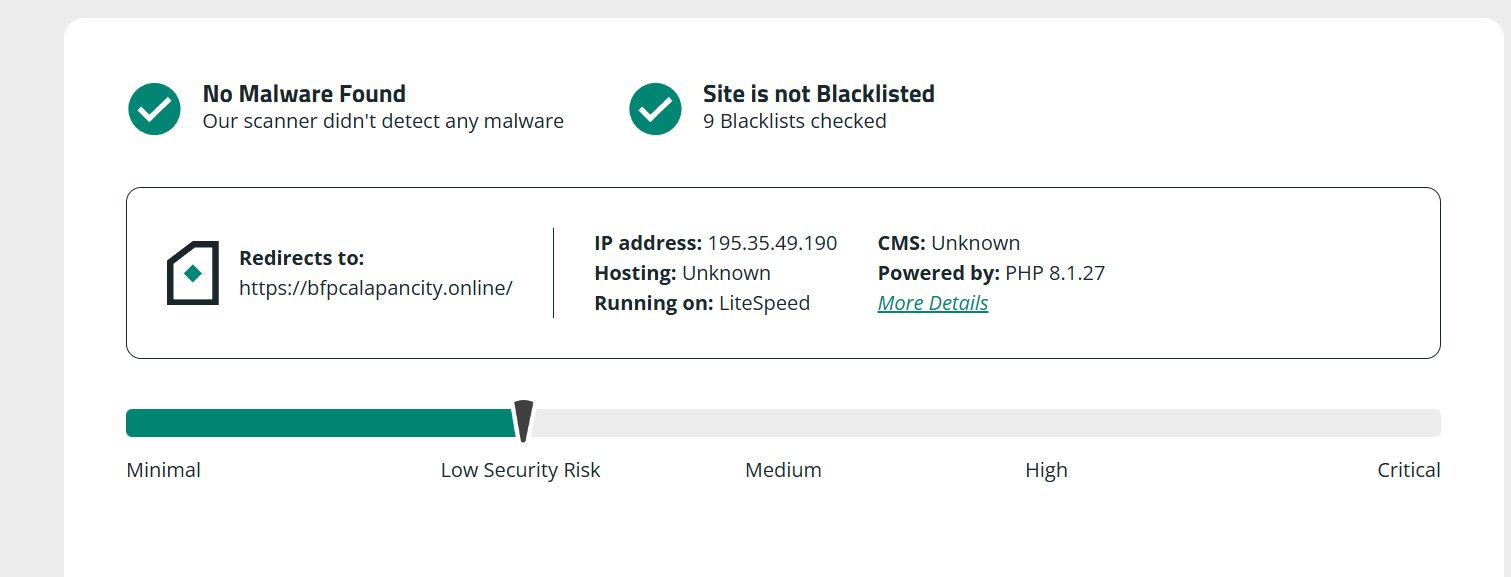 No Malware Found
Our scanner didn't detect any malware
Site is not Blacklisted
9 Blacklists checked
Redirects to:
https://bfpcalapancity.online/
IP address: 195.35.49.190
Hosting: Unknown
Running on: LiteSpeed
CMS: Unknown
Powered by: PHP 8.1.27
More Details
Minimal
Low Security Risk
Medium
High
Critical